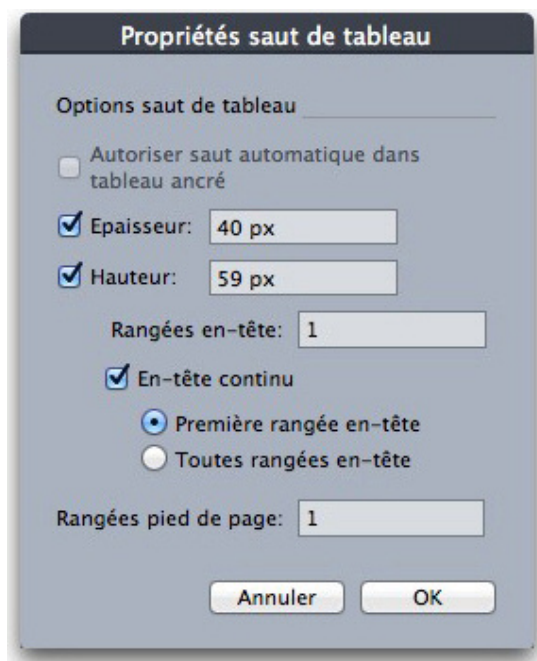 Propriétés saut de tableau
Options saut de tableau
Autoriser saut automatique dans
tableau ancré
Epaisseur: 40 px
Hauteur: 59 px
Rangées en-tête: 1
En-tête continu
Première rangée en-tête
Toutes rangées en-tête
Rangées pied de page: 1
Annuler OK